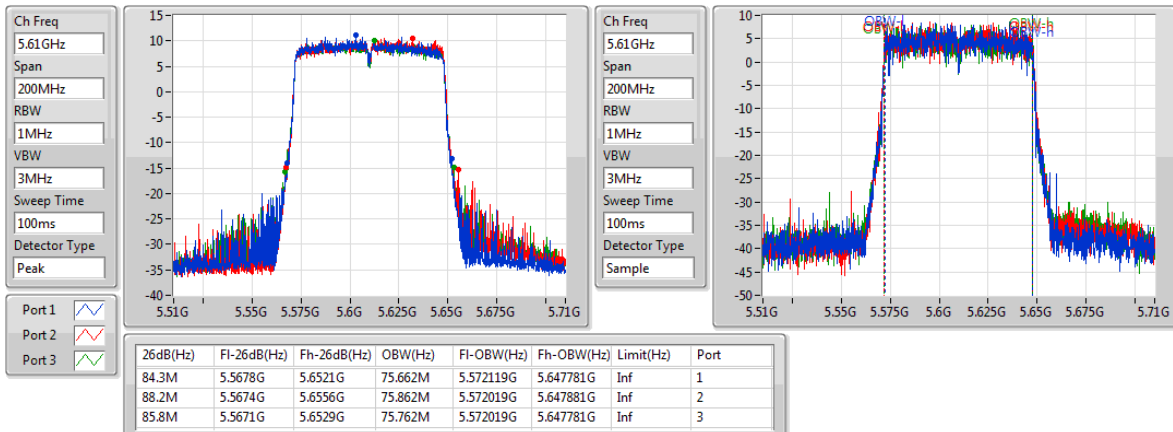 Ch Freq
5.61GHz
Span
200MHz
RBW
1MHz
VBW
3MHz
Sweep Time
100ms
Detector Type
Peak
15
10
5
0
-5
-10
-15
-20
-25
-30
-35
-40
5.51G 5.55G 5.575G 5.6G 5.625G 5.65G 5.71G
Ch Freq
5.61GHz
Span
200MHz
RBW
1MHz
VBW
3MHz
Sweep Time
100ms
Detector Type
Sample
10
5
0
-5
-10
-15
-20
-25
-30
-35
-40
-45
-50
5.51G 5.55G 5.575G 5.6G 5.625G 5.65G 5.71G
Port 1
Port 2
Port 3
26dB(Hz) Fl-26dB(Hz) Fh-26dB(Hz) OBW(Hz) Fl-OBW(Hz) Fh-OBW(Hz) Limit(Hz) Port
84.3M 5.5678G 5.6521G 75.662M 5.572119G 5.647781G Inf 1
88.2M 5.5674G 5.6556G 75.862M 5.572019G 5.647881G Inf 2
85.8M 5.5671G 5.6529G 75.762M 5.572019G 5.647781G Inf 3